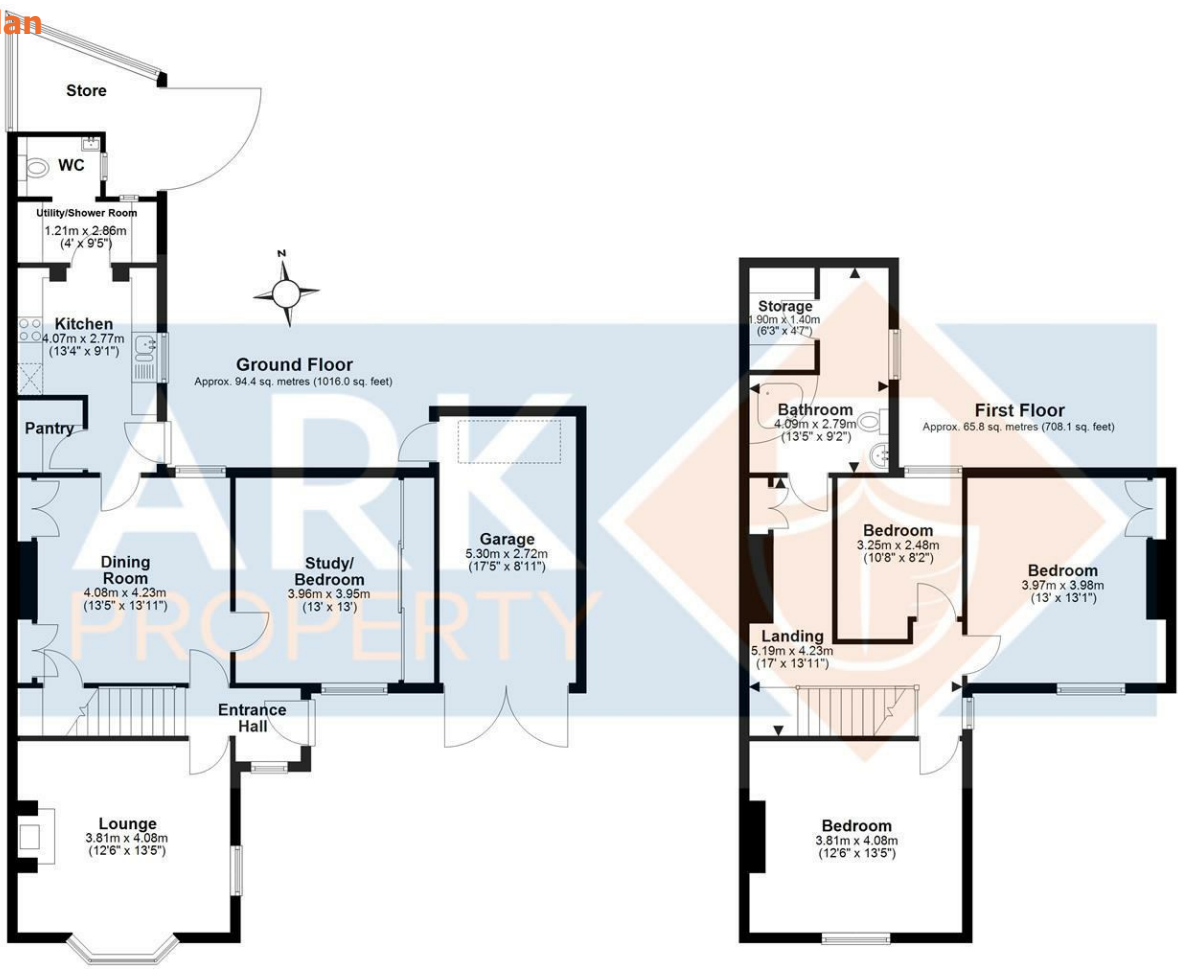 lan
Store
WC
Utility/Shower Room
1.21m x 2.86m
(4' x 9'5")
N
Kitchen
4.07m x 2.77m
(13'4" x 9'1")
Ground Floor
Approx. 94.4 sq. metres (1016.0 sq. feet)
Pantry
Dining
Room
4.08m x 4.23m
(13'5" x 13'11")
Study/
Bedroom
3.96m x 3.95m
(13' x 13')
Garage
5.30m x 2.72m
(17'5" x 8'11")
Entrance
Hall
Lounge
3.81m x 4.08m
(12'6" x 13'5")
Storage
1.90m x 1.40m
(6'3" x 4'7")
Bathroom
4.09m x 2.79m
(13'5" x 9'2")
First Floor
Approx. 65.8 sq. metres (708.1 sq. feet)
Bedroom
3.25m x 2.48m
(10'8" x 8'2")
Bedroom
3.97m x 3.98m
(13' x 13'1")
Landing
5.19m x 4.23m
(17' x 13'11")
Bedroom
3.81m x 4.08m
(12'6" x 13'5")
ARK
PROPERTY